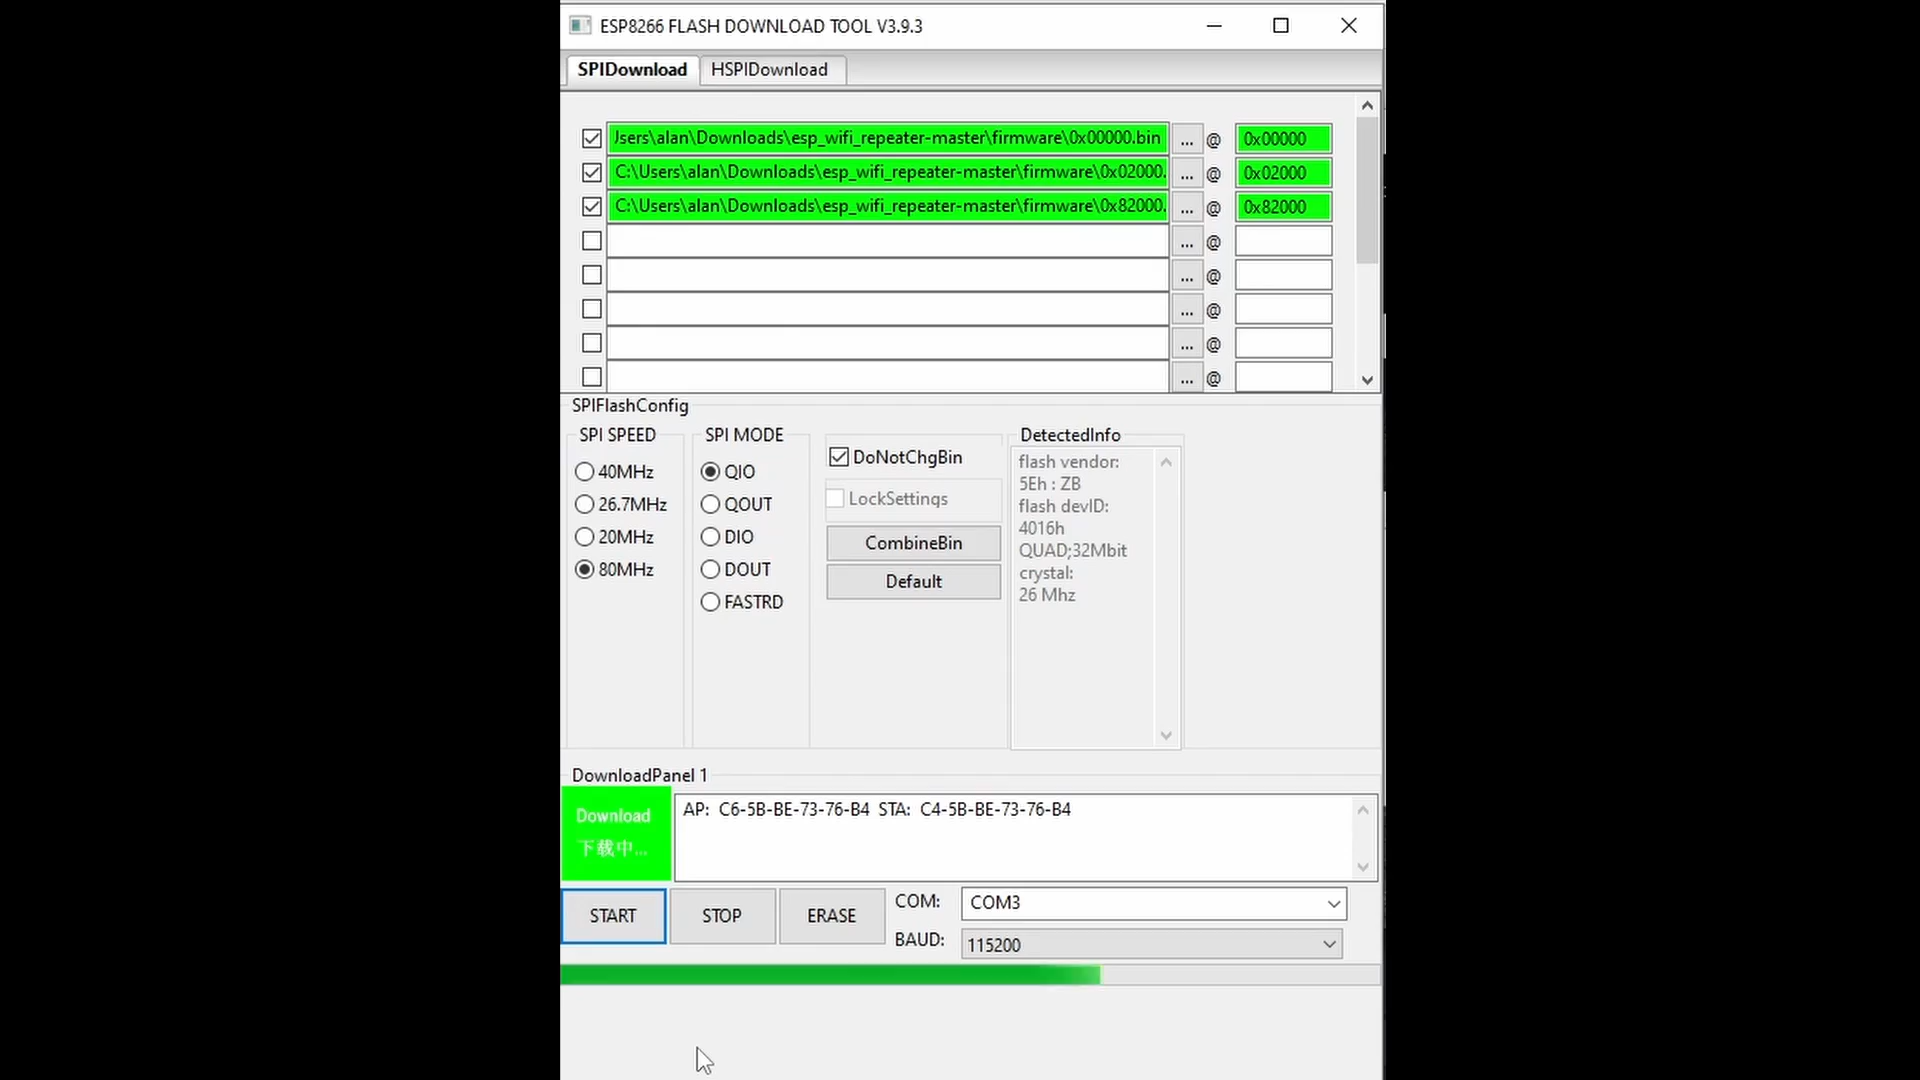 ESP8266 FLASH DOWNLOAD TOOL V3.9.3
SPIDownload HSPIDownload
Jsers\alan\Downloads\esp_wifi_repeater-master\firmware\0x00000.bin ... @ 0x00000
C:\Users\alan\Downloads\esp_wifi_repeater-master\firmware\0x02000. ... @ 0x02000
C:\Users\alan\Downloads\esp_wifi_repeater-master\firmware\0x82000. ... @ 0x82000
... @
... @
... @
... @
... @
SPIFlashConfig
SPI SPEED
40MHz
26.7MHz
20MHz
80MHz
SPI MODE
QIO
QOUT
DIO
DOUT
FASTRD
DoNotChgBin
LockSettings
CombineBin
Default
DetectedInfo
flash vendor:
5Eh : ZB
flash devID:
4016h
QUAD;32Mbit
crystal:
26 Mhz
DownloadPanel 1
Download
下载中...
AP: C6-5B-BE-73-76-B4 STA: C4-5B-BE-73-76-B4
START STOP ERASE
COM: COM3
BAUD: 115200